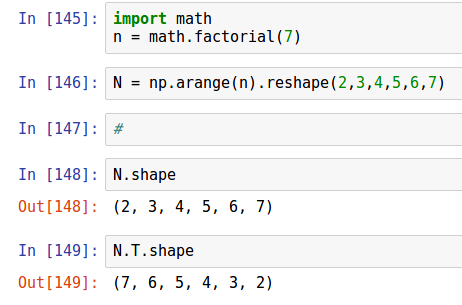 In [145]: import math
n = math.factorial(7)
In [146]: N = np.arange(n).reshape(2,3,4,5,6,7)
In [147]: #
In [148]: N.shape
Out[148]: (2, 3, 4, 5, 6, 7)
In [149]: N.T.shape
Out[149]: (7, 6, 5, 4, 3, 2)